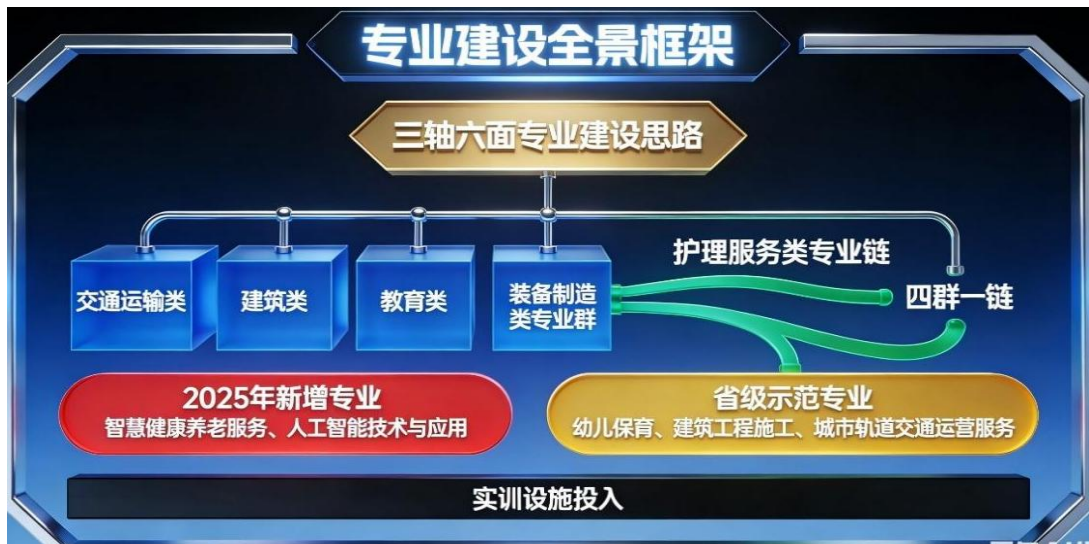 专业建设全景框架
三轴六面专业建设思路
护理服务类专业链
交通运输类
建筑类
教育类
装备制造
类专业群
四群一链
2025年新增专业
智慧健康养老服务、人工智能技术与应用
省级示范专业
幼儿保育、建筑工程施工、城市轨道交通运营服务
实训设施投入